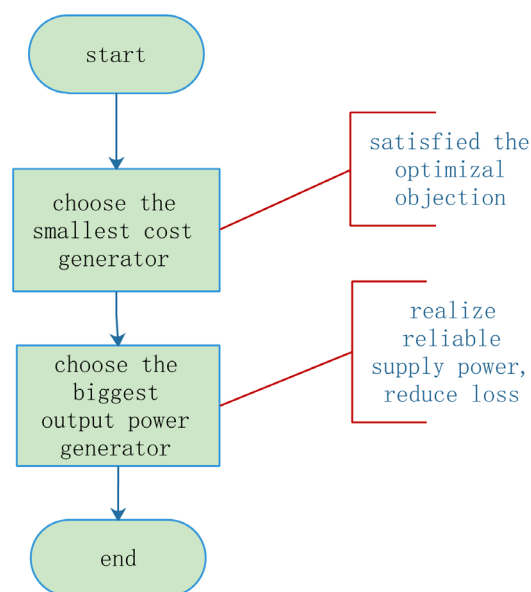 start
choose the
smallest cost
generator
satisfied the
optimizal
objection
choose the
biggest
output power
generator
realize
reliable
supply power,
reduce loss
end